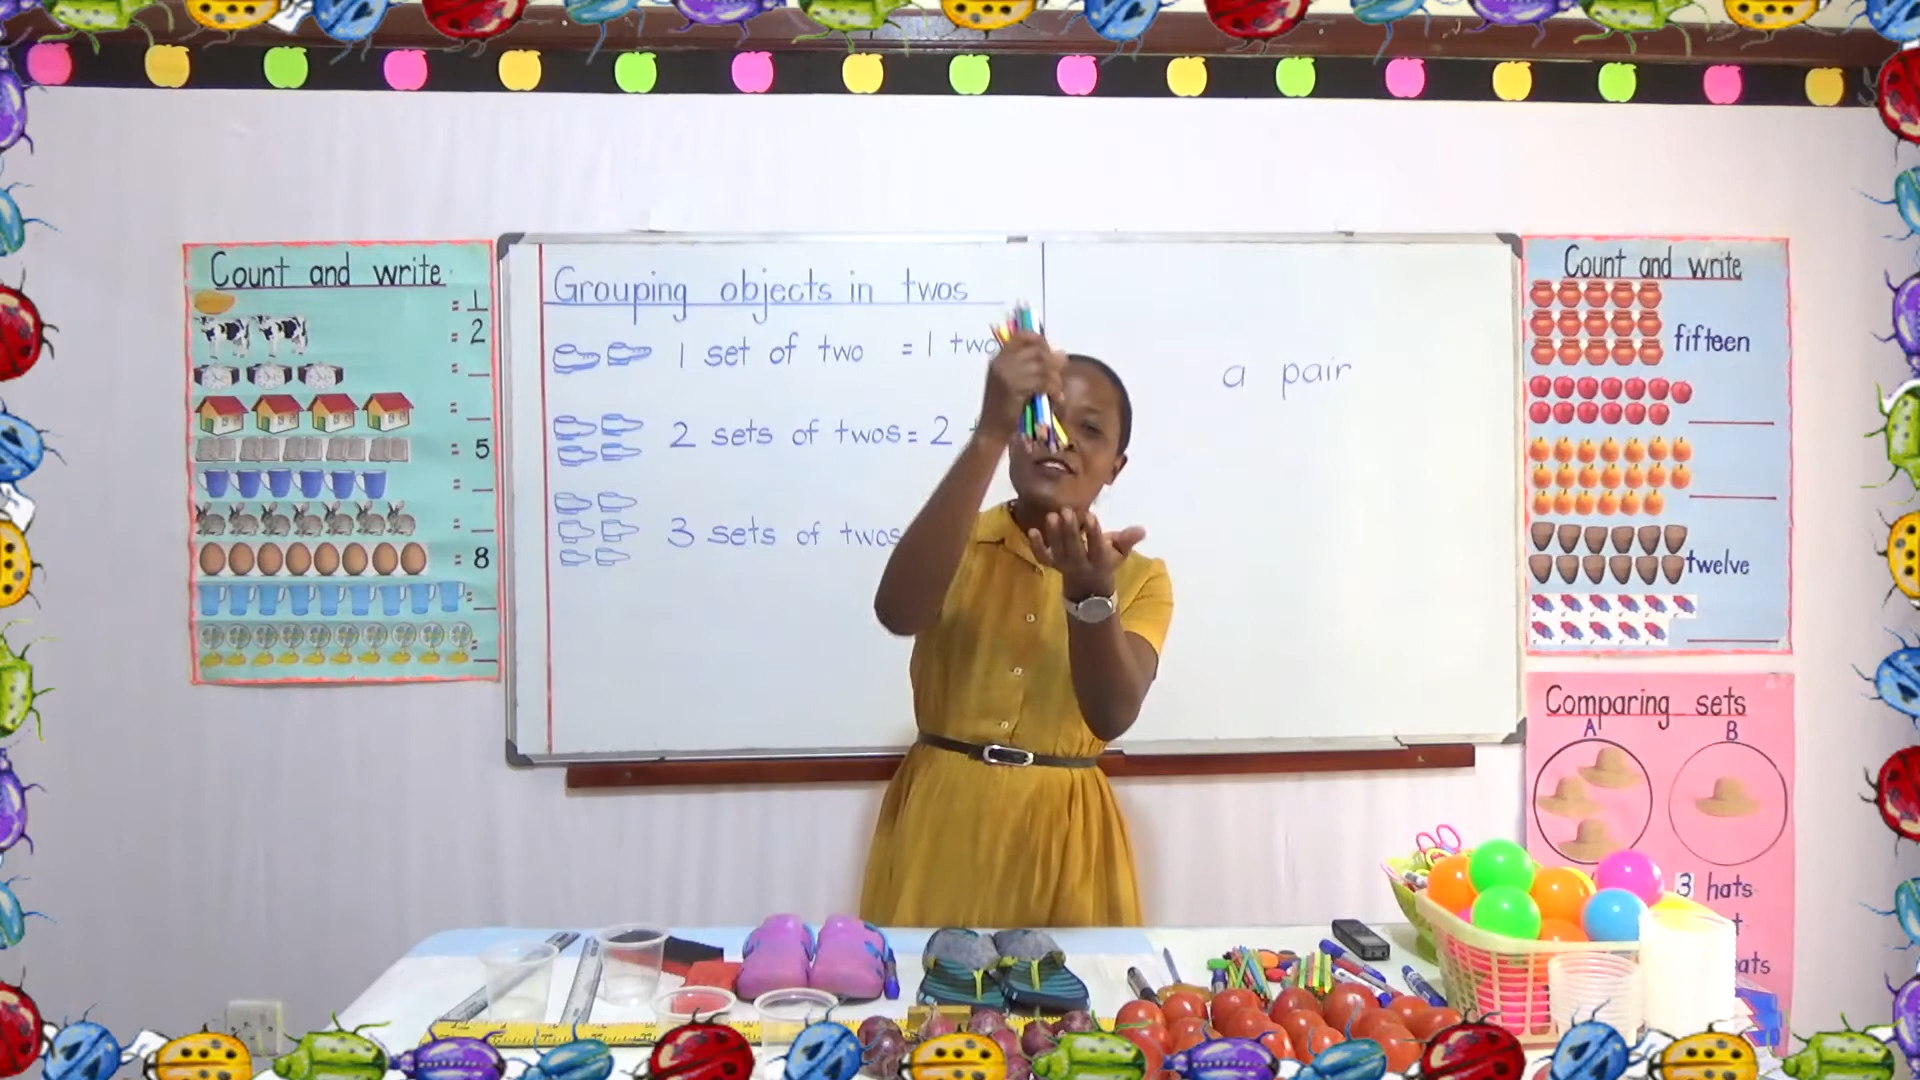 Count and write
= 1
= 2
= _
= _
= 5
= _
= _
= 8
= _
= _
Grouping objects in twos
1 set of two = 1 two
2 sets of twos = 2
3 sets of twos
a pair
Count and write
fifteen
twelve
Comparing sets
A B
3 hats